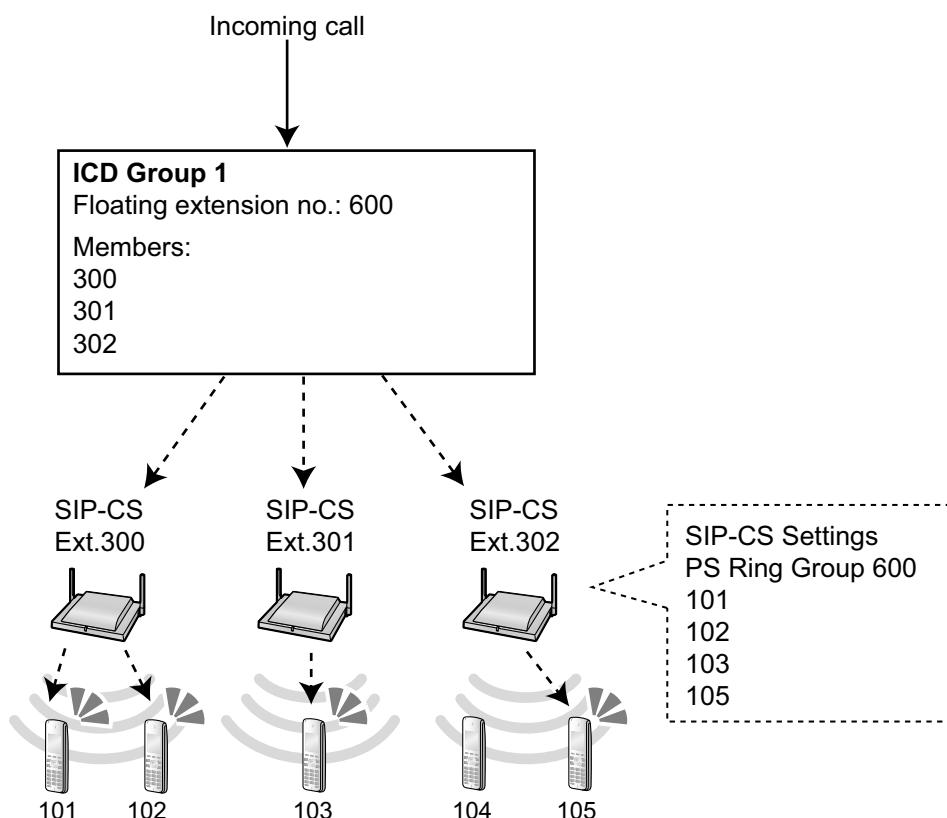 Incoming call
ICD Group 1
Floating extension no.: 600
Members:
300
301
302
SIP-CS
Ext.300
SIP-CS
Ext.301
SIP-CS
Ext.302
SIP-CS Settings
PS Ring Group 600
101
102
103
105
101
102
103
104
105